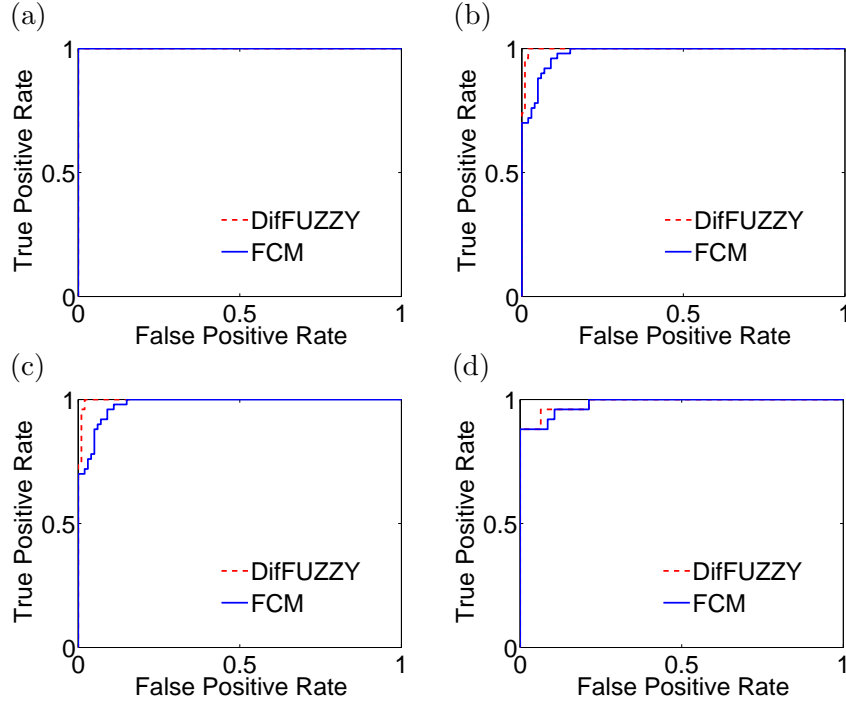 (a)
1
0.5
0
True Positive Rate
DifFUZZY
FCM
0 0.5 1
False Positive Rate
(b)
1
0.5
0
True Positive Rate
DifFUZZY
FCM
0 0.5 1
False Positive Rate
(c)
1
0.5
0
True Positive Rate
DifFUZZY
FCM
0 0.5 1
False Positive Rate
(d)
1
0.5
0
True Positive Rate
DifFUZZY
FCM
0 0.5 1
False Positive Rate